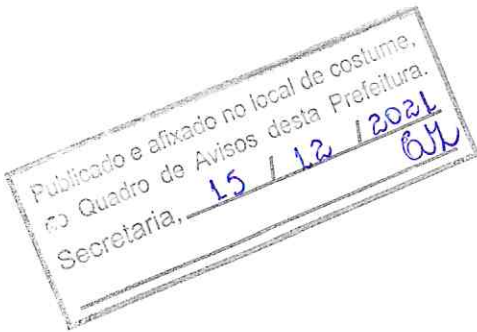 Publicado e afixado no local de costume,
no Quadro de Avisos desta Prefeitura.
Secretaria, 15 / 12 / 2021